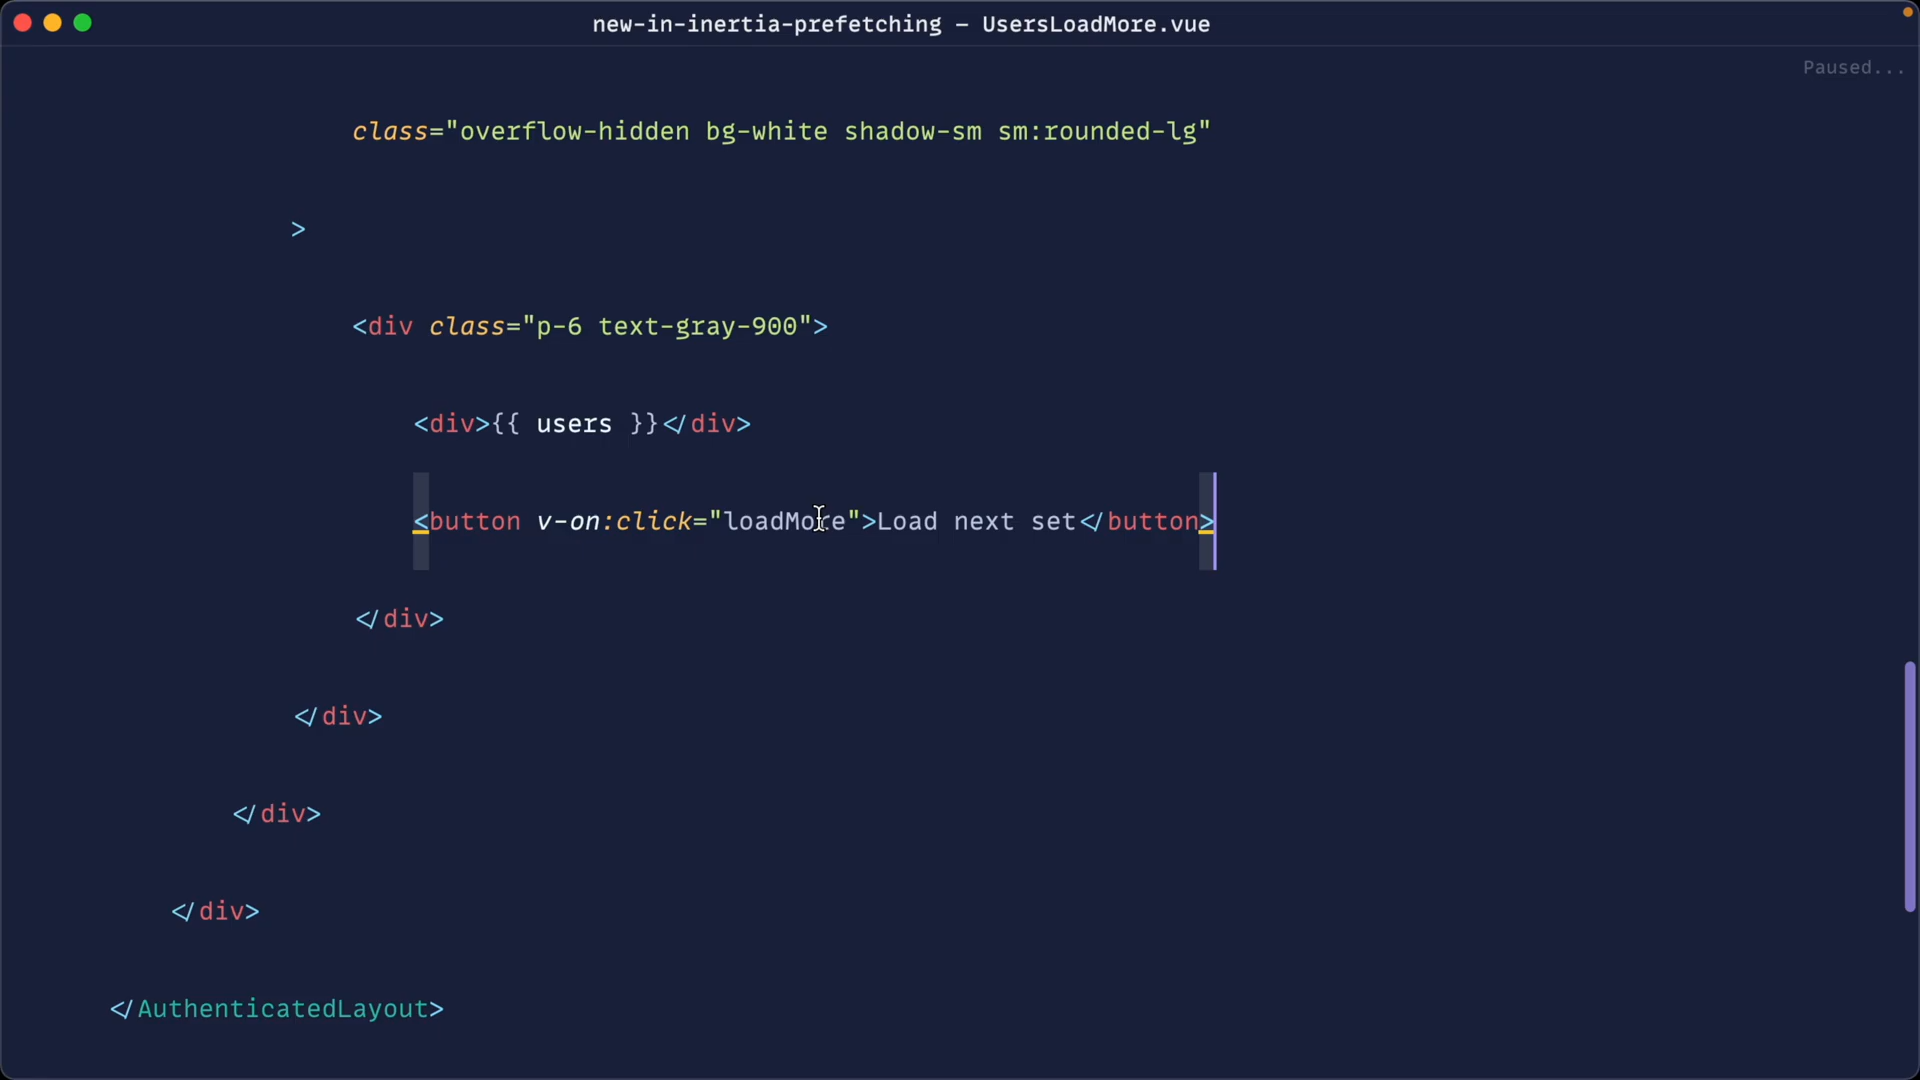 new-in-inertia-prefetching — UsersLoadMore.vue
Paused...
class="overflow-hidden bg-white shadow-sm sm:rounded-lg"
>
<div class="p-6 text-gray-900">
<div>{{ users }}</div>
<button v-on:click="loadMore">Load next set</button>
</div>
</div>
</div>
</div>
</AuthenticatedLayout>